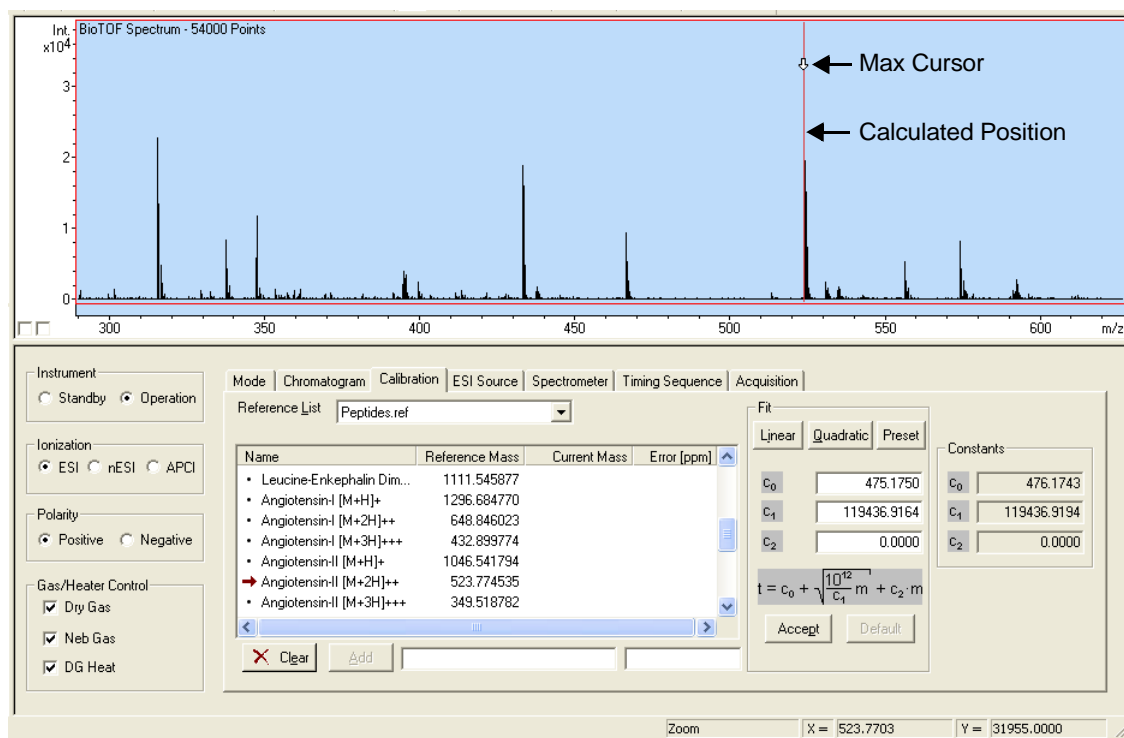 Int. BioTOF Spectrum - 54000 Points
x10⁴
Max Cursor
3
Calculated Position
2
1
0
300 350 400 450 500 550 600 m/z
Instrument
Standby Operation
Ionization
ESI nESI APCI
Polarity
Positive Negative
Gas/Heater Control
Dry Gas
Neb Gas
DG Heat
Mode Chromatogram Calibration ESI Source Spectrometer Timing Sequence Acquisition
Reference List Peptides.ref
Name Reference Mass Current Mass Error [ppm]
• Leucine-Enkephalin Dim... 1111.545877
• Angiotensin-I [M+H]+ 1296.684770
• Angiotensin-I [M+2H]++ 648.846023
• Angiotensin-I [M+3H]+++ 432.899774
• Angiotensin-II [M+H]+ 1046.541794
Angiotensin-II [M+2H]++ 523.774535
• Angiotensin-II [M+3H]+++ 349.518782
Clear Add
Fit
Linear Quadratic Preset
c₀ 475.1750
c₁ 119436.9164
c₂ 0.0000
t = c₀ + √(10¹²/c₁ m) + c₂·m
Accept Default
Constants
c₀ 476.1743
c₁ 119436.9194
c₂ 0.0000
Zoom X = 523.7703 Y = 31955.0000